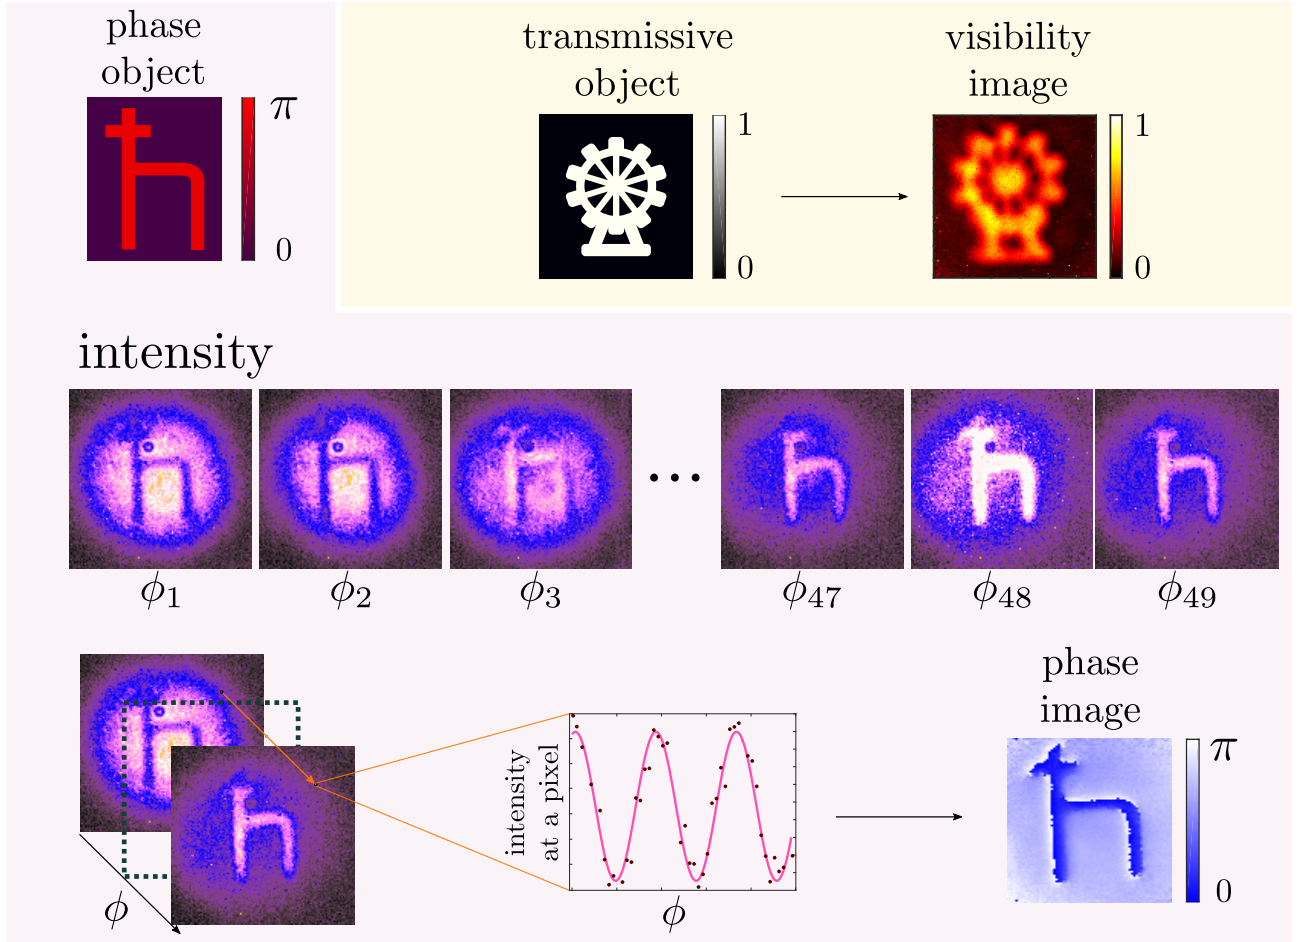 phase
object
π
0
transmissive
object
1
0
visibility
image
1
0
intensity
...
ϕ1
ϕ2
ϕ3
ϕ47
ϕ48
ϕ49
ϕ
intensity
at a pixel
ϕ
phase
image
π
0